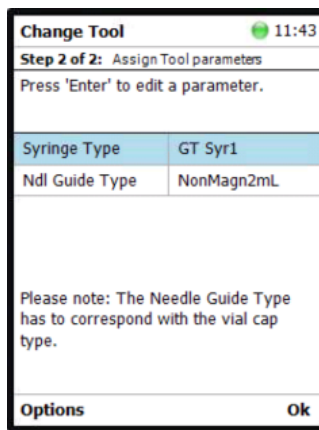 Change Tool 11:43
Step 2 of 2: Assign Tool parameters
Press 'Enter' to edit a parameter.
Syringe Type GT Syr1
Ndl Guide Type NonMagn2mL
Please note: The Needle Guide Type
has to correspond with the vial cap
type.
Options Ok